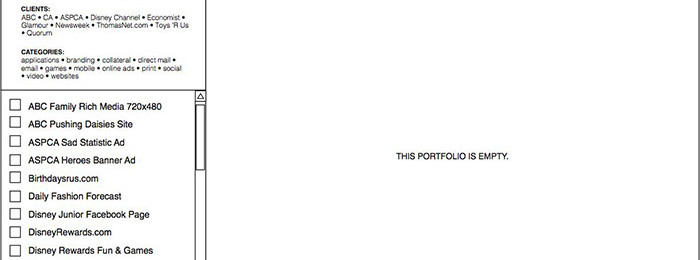 CLIENTS:
ABC • CA • ASPCA • Disney Channel • Economist •
Glamour • Newsweek • ThomasNet.com • Toys 'R Us
• Quorum
CATEGORIES:
applications • branding • collateral • direct mail •
email • games • mobile • online ads • print • social
• video • websites
ABC Family Rich Media 720x480
ABC Pushing Daisies Site
ASPCA Sad Statistic Ad
ASPCA Heroes Banner Ad
Birthdaysrus.com
Daily Fashion Forecast
Disney Junior Facebook Page
DisneyRewards.com
Disney Rewards Fun & Games
THIS PORTFOLIO IS EMPTY.